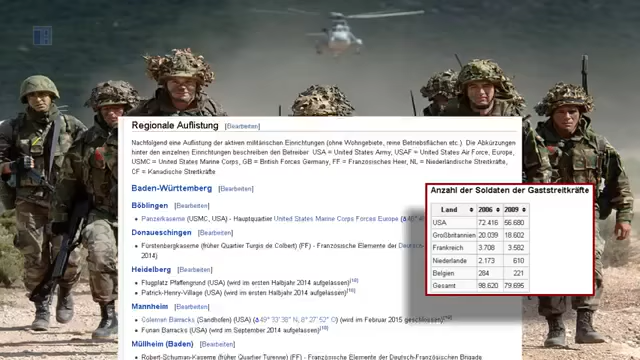 Regionale Auflistung [Bearbeiten]
Nachfolgend eine Auflistung der aktiven militärischen Einrichtungen (ohne Wohngebiete, reine Betriebsflächen etc.). Die Abkürzungen
hinter den einzelnen Einrichtungen beschreiben den Betreiber: USA = United States Army, USAF = United States Air Force, Europe,
USMC = United States Marine Corps, GB = British Forces Germany, FF = Französisches Heer, NL = Niederländische Streitkräfte,
CF = Kanadische Streitkräfte
Baden-Württemberg [Bearbeiten]
Böblingen [Bearbeiten]
Panzerkaserne (USMC, USA) - Hauptquartier United States Marine Corps Forces Europe
Donaueschingen [Bearbeiten]
Fürstenbergkaserne (früher Quartier Turgis de Colbert) (FF) - Französische Elemente der
2014)
Heidelberg [Bearbeiten]
Flugplatz Pfaffengrund (USA) (wird im ersten Halbjahr 2014 aufgelassen)
Patrick-Henry-Village (USA) (wird im ersten Halbjahr 2014 aufgelassen)
Mannheim [Bearbeiten]
Coleman Barracks (Sandhofen) (USA) (49° 33′ 38″ N, 8° 27′ 52″ O) (wird im Februar 2015 geschlossen)
Funari Barracks (USA) (wird im September 2014 aufgelassen)
Müllheim (Baden) [Bearbeiten]
Robert-Schuman-Kaserne (früher Quartier Turenne) (FF) - Französische Elemente der Deutsch-Französischen Brigade
Anzahl der Soldaten der Gaststreitkräfte
Land 2006 2009
USA 72.416 56.680
Großbritannien 20.039 18.602
Frankreich 3.708 3.582
Niederlande 2.173 610
Belgien 284 221
Gesamt 98.620 79.695